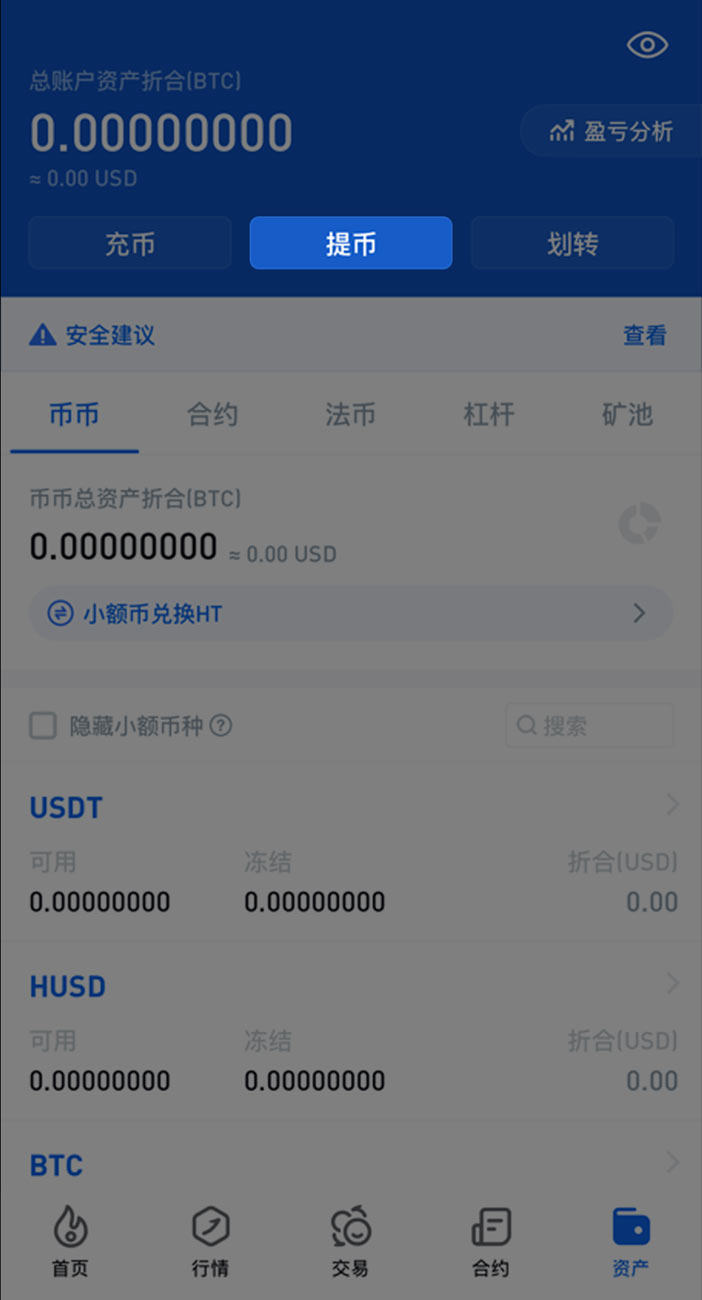 总账户资产折合(BTC)
0.00000000
盈亏分析
≈ 0.00 USD
充币 提币 划转
安全建议 查看
币币 合约 法币 杠杆 矿池
币币总资产折合(BTC)
0.00000000 ≈ 0.00 USD
小额币兑换HT
隐藏小额币种 ? 搜索
USDT
可用 冻结 折合(USD)
0.00000000 0.00000000 0.00
HUSD
可用 冻结 折合(USD)
0.00000000 0.00000000 0.00
BTC
首页 行情 交易 合约 资产